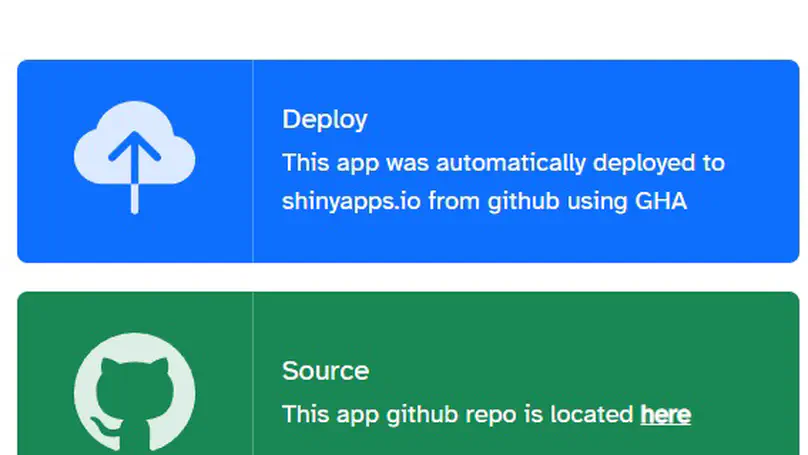 Deploy
This app was automatically deployed to
shinyapps.io from github using GHA
Source
This app github repo is located here